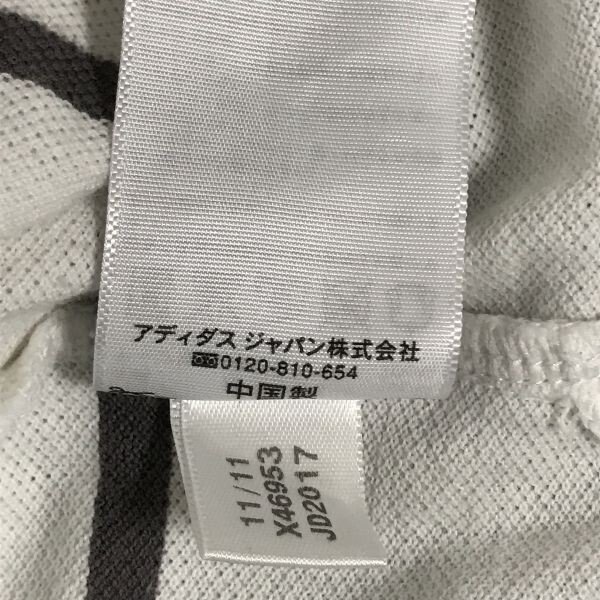 アディダス ジャパン株式会社
☎0120-810-654
中国製
11/11
X46953
JD2017